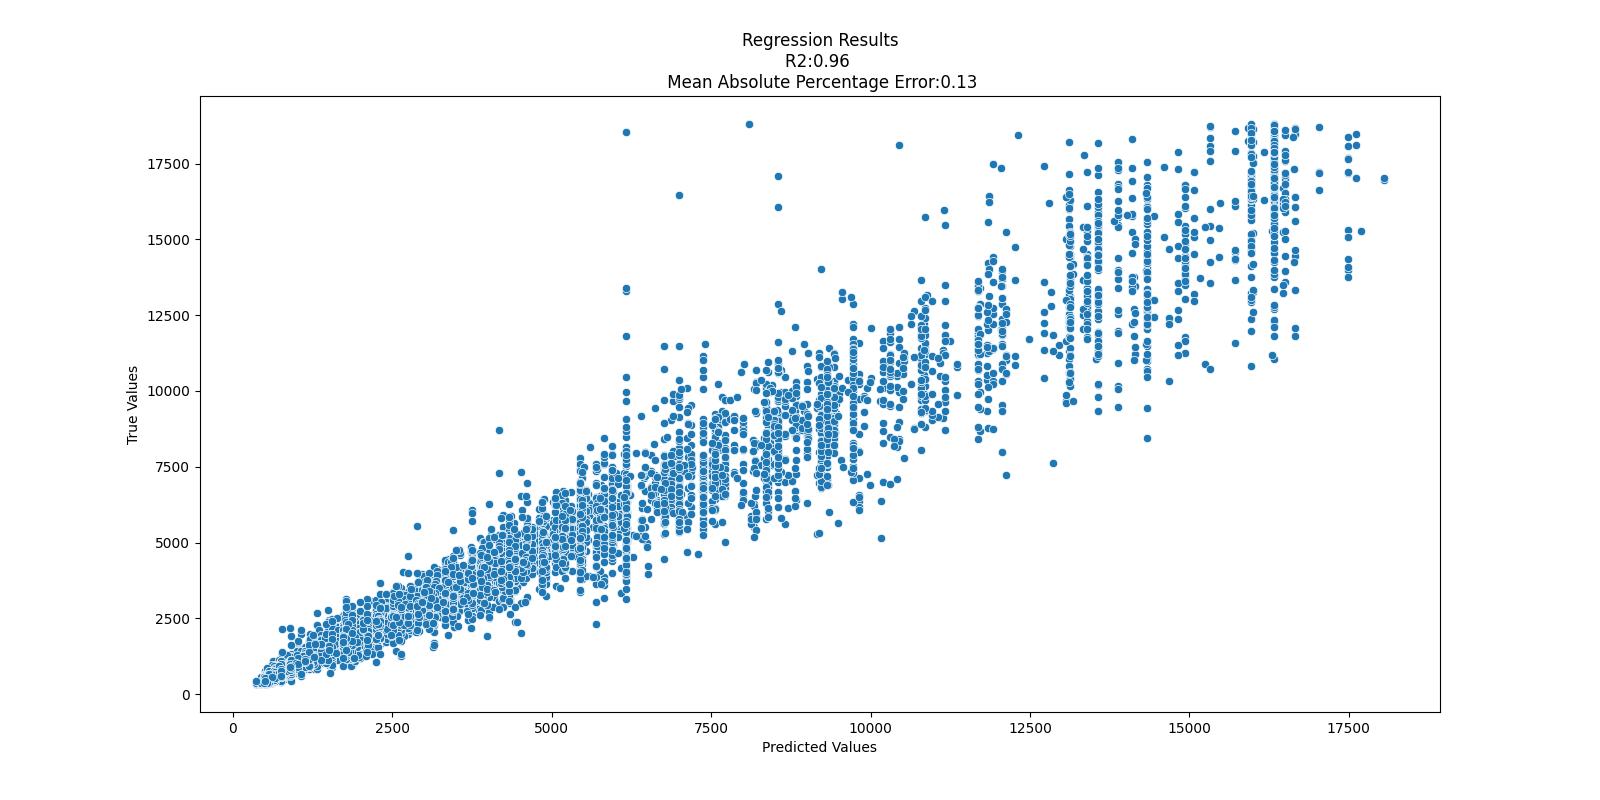 Regression Results
R2:0.96
Mean Absolute Percentage Error:0.13
17500
15000
12500
10000
7500
5000
2500
0
True Values
0 2500 5000 7500 10000 12500 15000 17500
Predicted Values